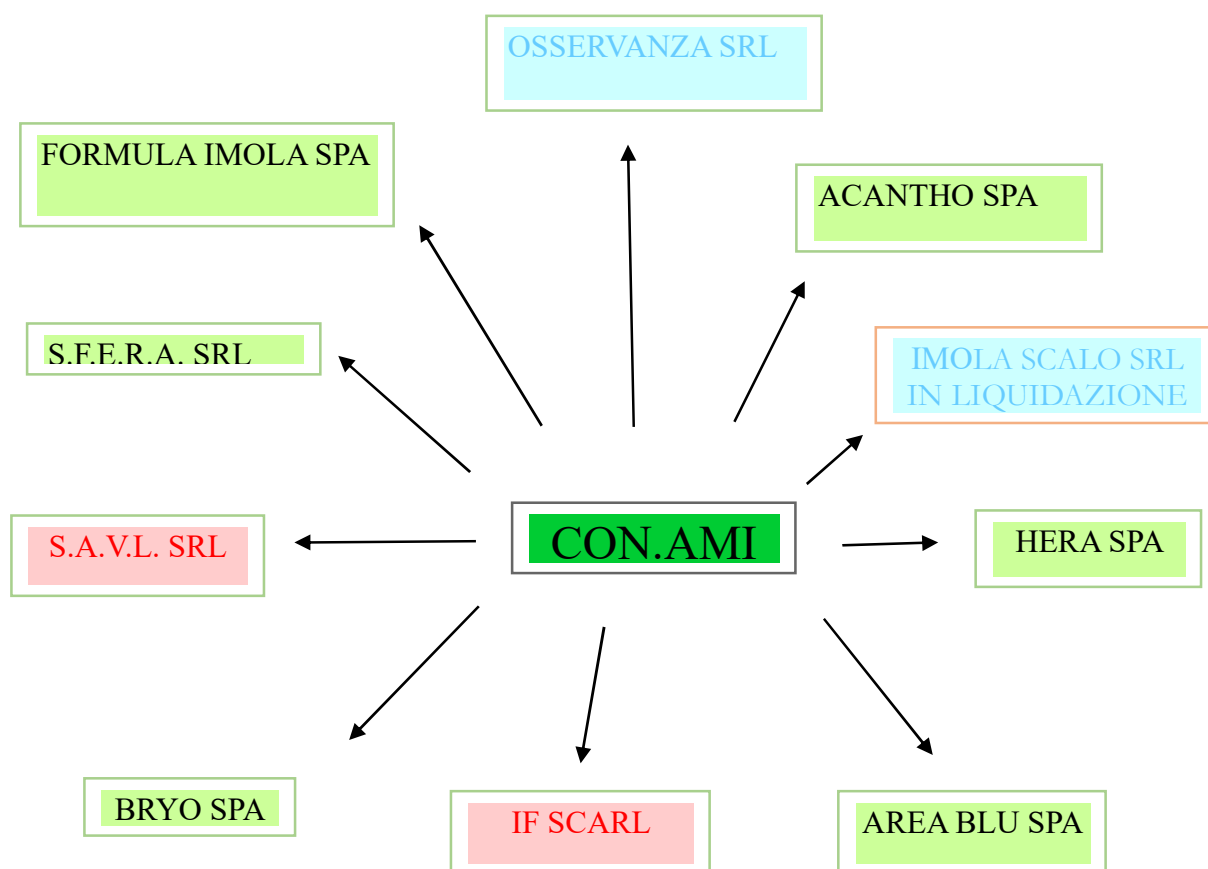 OSSERVANZA SRL
FORMULA IMOLA SPA
ACANTHO SPA
S.F.E.R.A. SRL
IMOLA SCALO SRL
IN LIQUIDAZIONE
S.A.V.L. SRL
CON.AMI
HERA SPA
BRYO SPA
IF SCARL
AREA BLU SPA